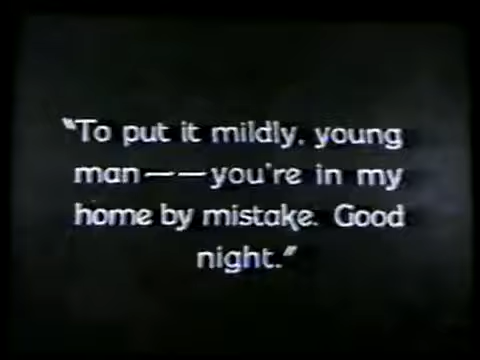 "To put it mildly, young
man——you're in my
home by mistake. Good
night."